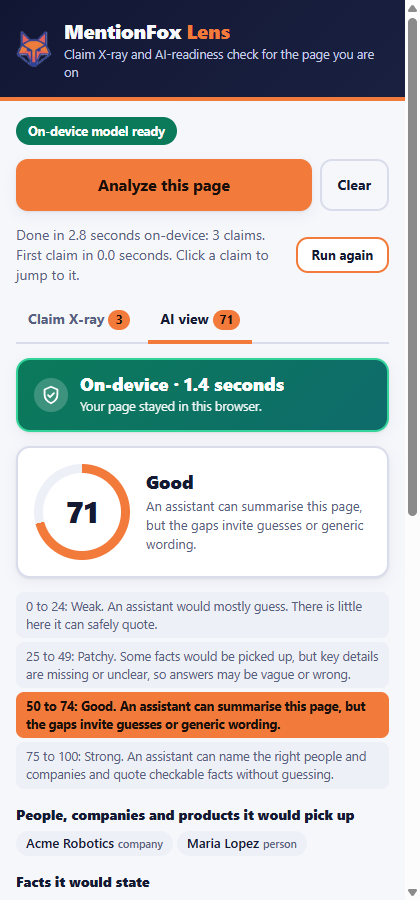 MentionFox Lens
Claim X-ray and AI-readiness check for the page you are
on
On-device model ready
Analyze this page
Clear
Done in 2.8 seconds on-device: 3 claims.
First claim in 0.0 seconds. Click a claim to
jump to it.
Run again
Claim X-ray 3
AI view 71
On-device · 1.4 seconds
Your page stayed in this browser.
71
Good
An assistant can summarise this page,
but the gaps invite guesses or generic
wording.
0 to 24: Weak. An assistant would mostly guess. There is little
here it can safely quote.
25 to 49: Patchy. Some facts would be picked up, but key details
are missing or unclear, so answers may be vague or wrong.
50 to 74: Good. An assistant can summarise this page, but
the gaps invite guesses or generic wording.
75 to 100: Strong. An assistant can name the right people and
companies and quote checkable facts without guessing.
People, companies and products it would pick up
Acme Robotics company
Maria Lopez person
Facts it would state